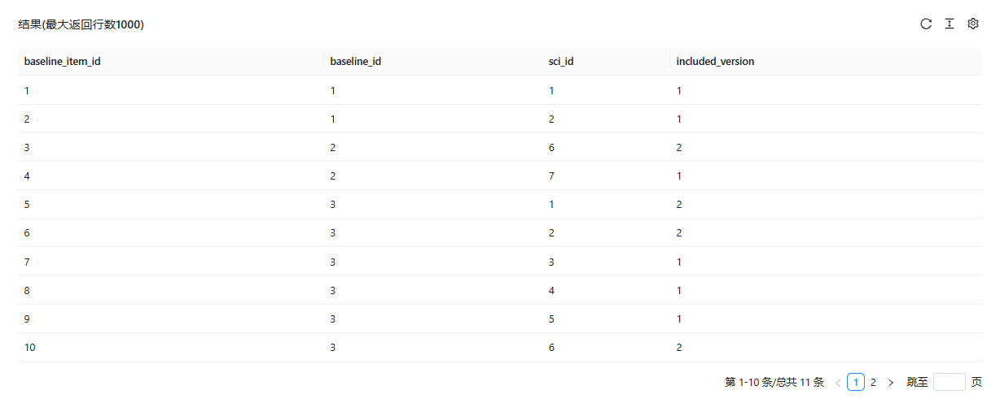 结果(最大返回行数1000)
baseline_item_id baseline_id sci_id included_version
1 1 1 1
2 1 2 1
3 2 6 2
4 2 7 1
5 3 1 2
6 3 2 2
7 3 3 1
8 3 4 1
9 3 5 1
10 3 6 2
第 1-10 条/总共 11 条 < 1 2 > 跳至 页